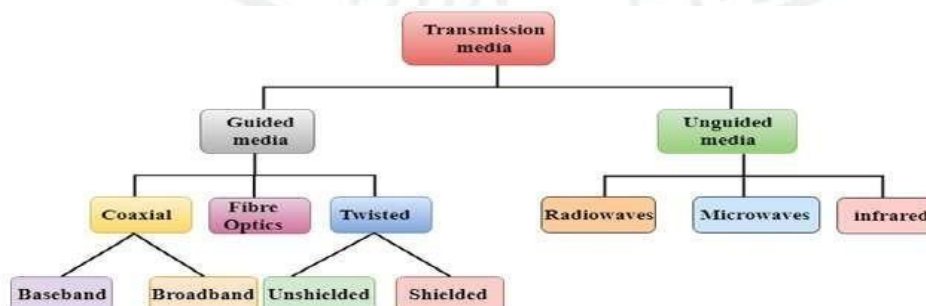 Transmission
media
Guided
media
Unguided
media
Coaxial
Fibre
Optics
Twisted
Radiowaves
Microwaves
infrared
Baseband
Broadband
Unshielded
Shielded